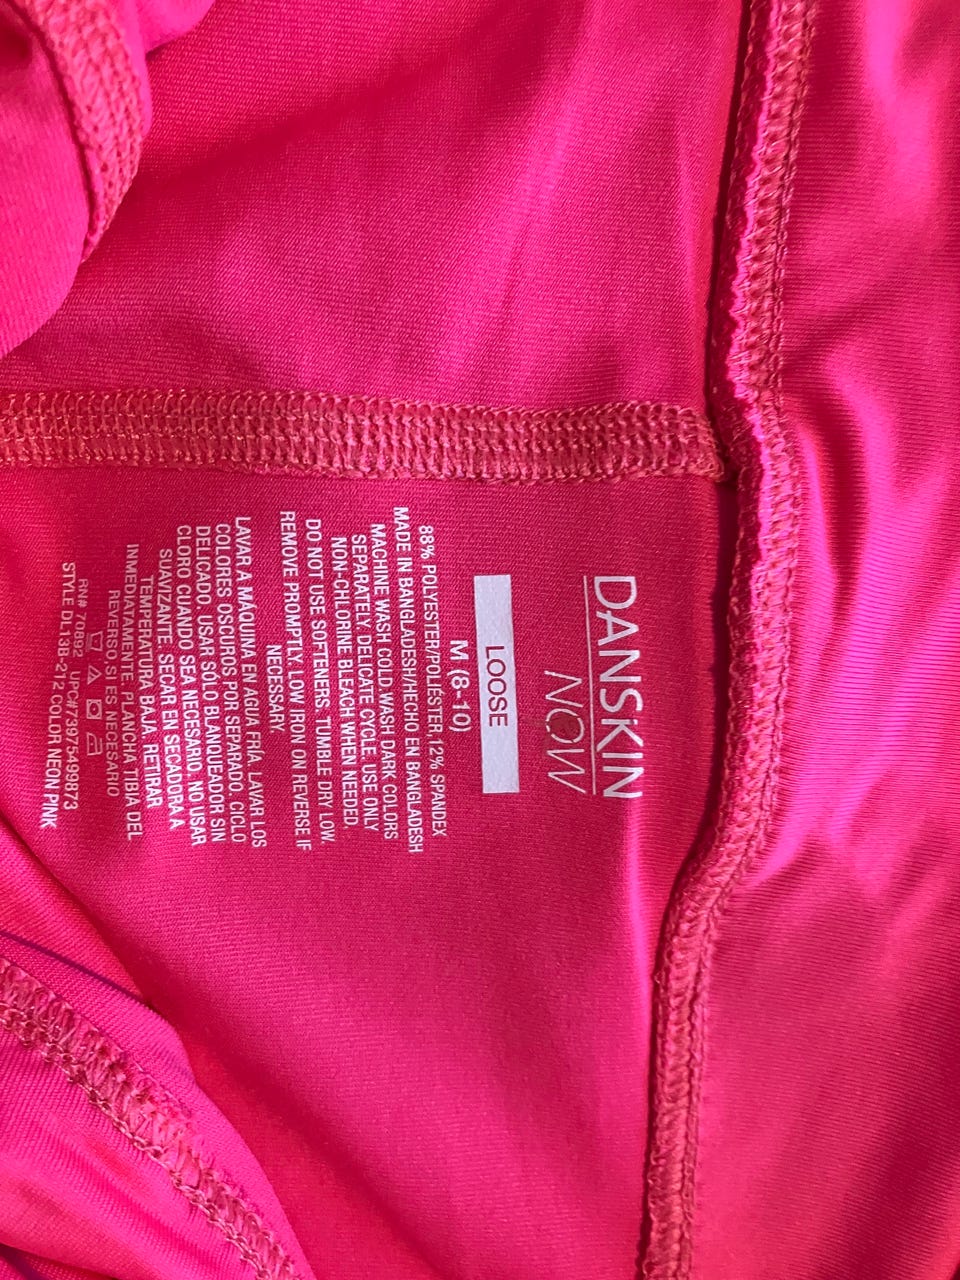 DANSKIN
NOW
LOOSE
M (8-10)
88% POLYESTER/POLIÉSTER, 12% SPANDEX
MADE IN BANGLADESH/HECHO EN BANGLADESH
MACHINE WASH COLD. WASH DARK COLORS
SEPARATELY, DELICATE CYCLE. USE ONLY
NON-CHLORINE BLEACH WHEN NEEDED.
DO NOT USE SOFTENERS. TUMBLE DRY LOW.
REMOVE PROMPTLY. LOW IRON ON REVERSE IF
NECESSARY.
LAVAR A MÁQUINA EN AGUA FRÍA. LAVAR LOS
COLORES OSCUROS POR SEPARADO, CICLO
DELICADO. USAR SÓLO BLANQUEADOR SIN
CLORO CUANDO SEA NECESARIO. NO USAR
SUAVIZANTE. SECAR EN SECADORA A
TEMPERATURA BAJA. RETIRAR
INMEDIATAMENTE. PLANCHA TIBIA DEL
REVERSO, SI ES NECESARIO
RN# 70892 UPC#73975499873
STYLE DL13B-212 COLOR NEON PINK